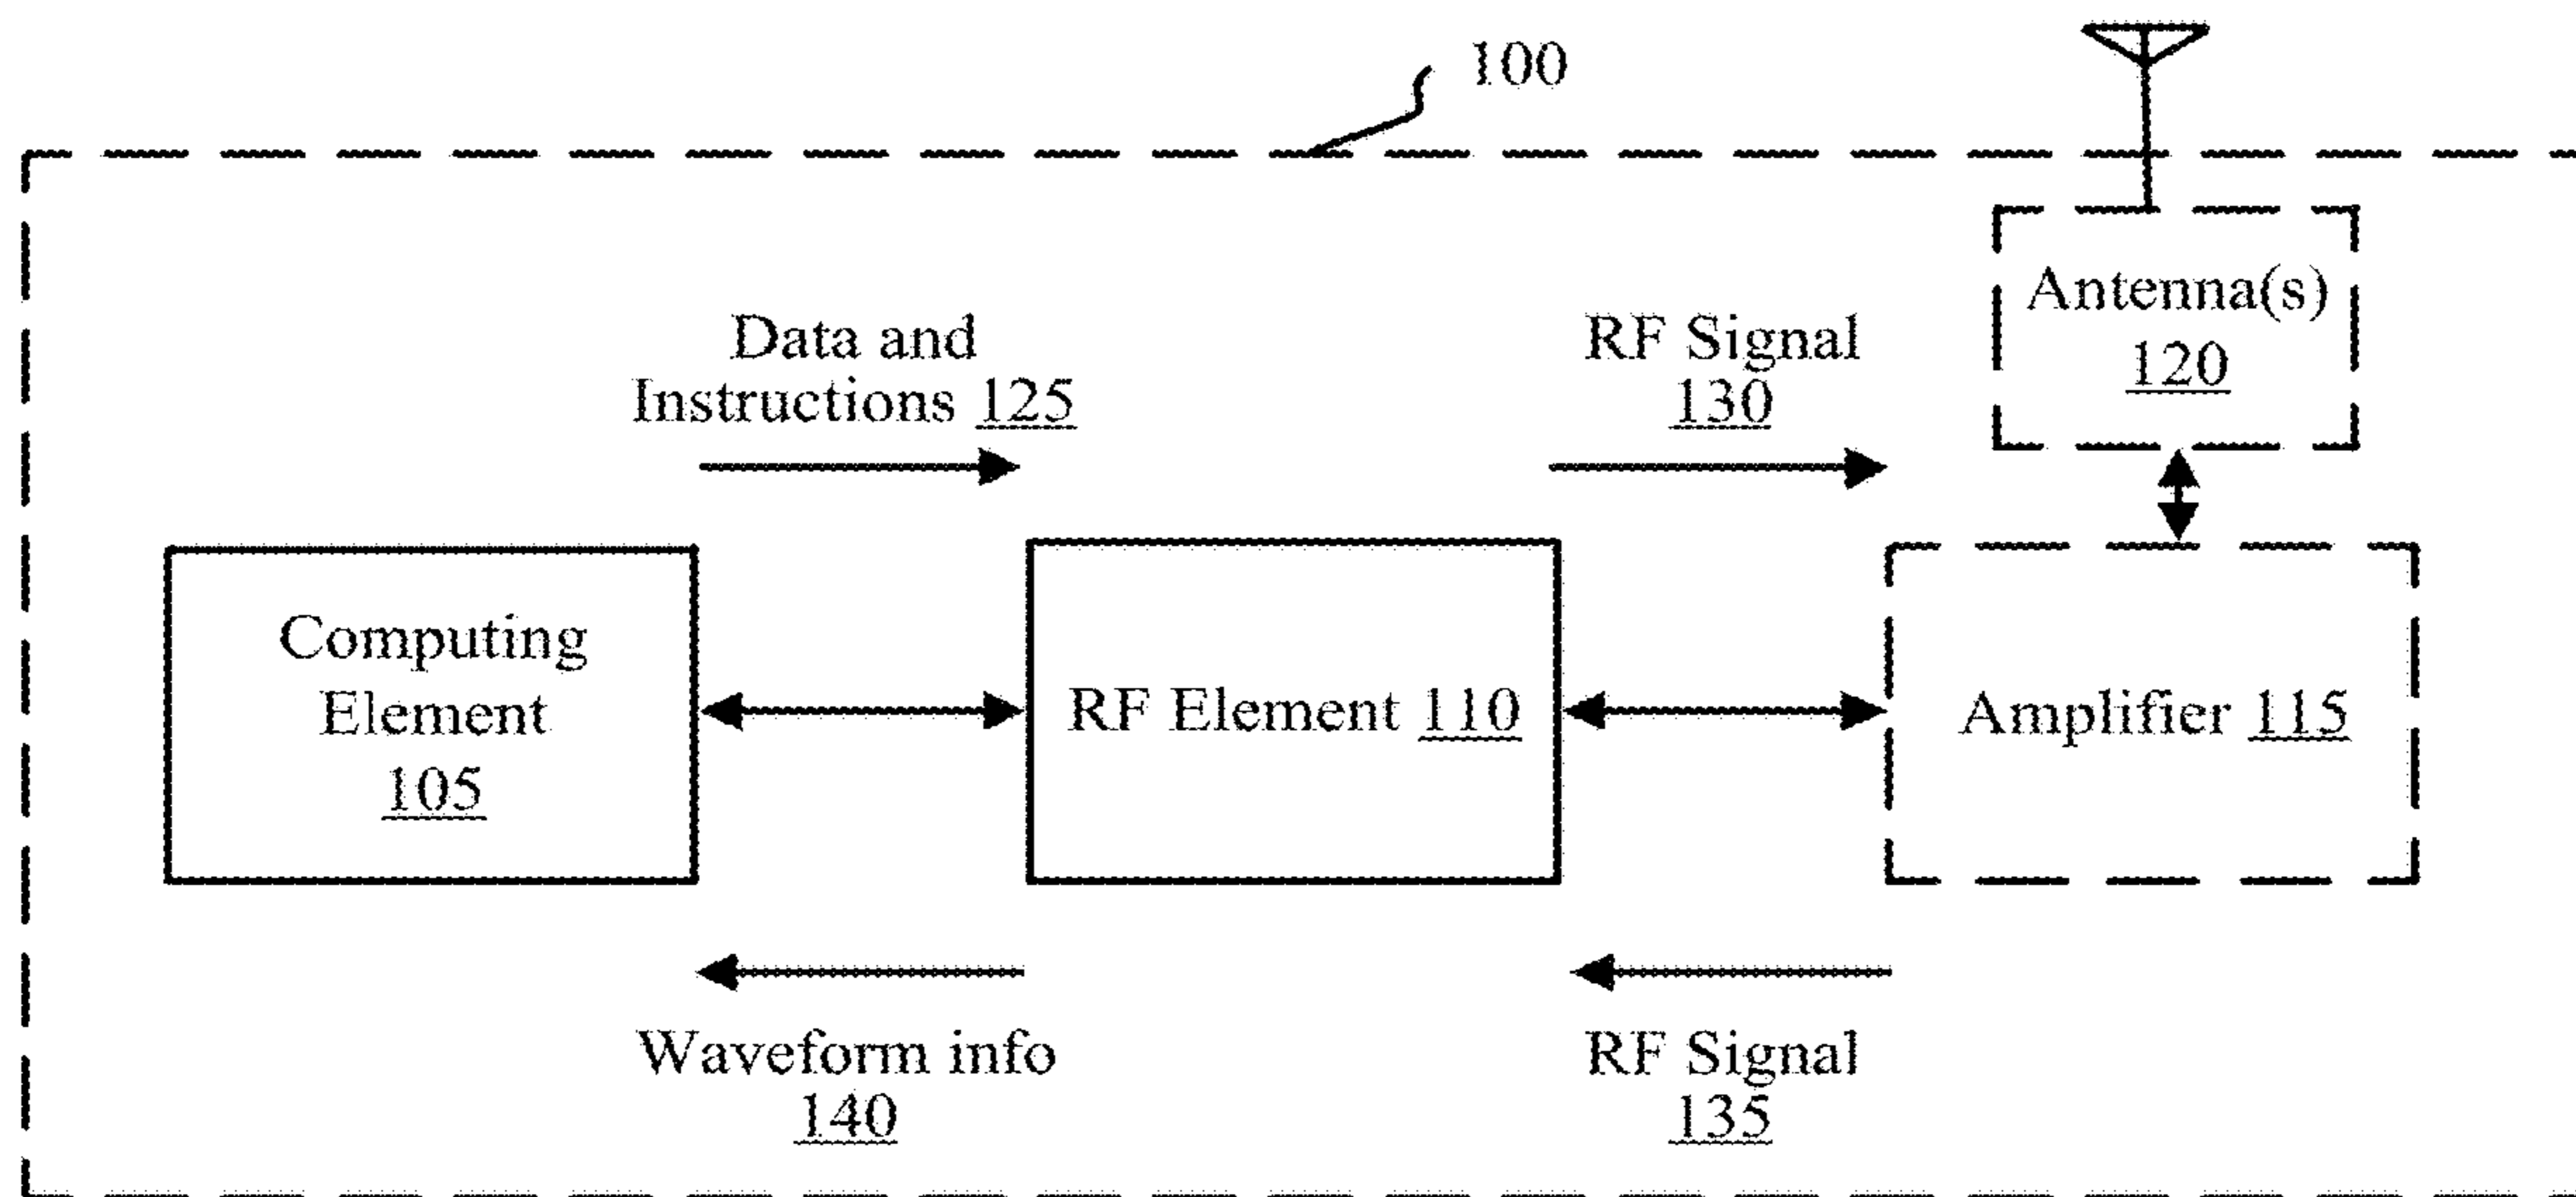 100
Antenna(s)
120
Data and
Instructions 125
RF Signal
130
Computing
Element
105
RF Element 110
Amplifier 115
Waveform info
140
RF Signal
135